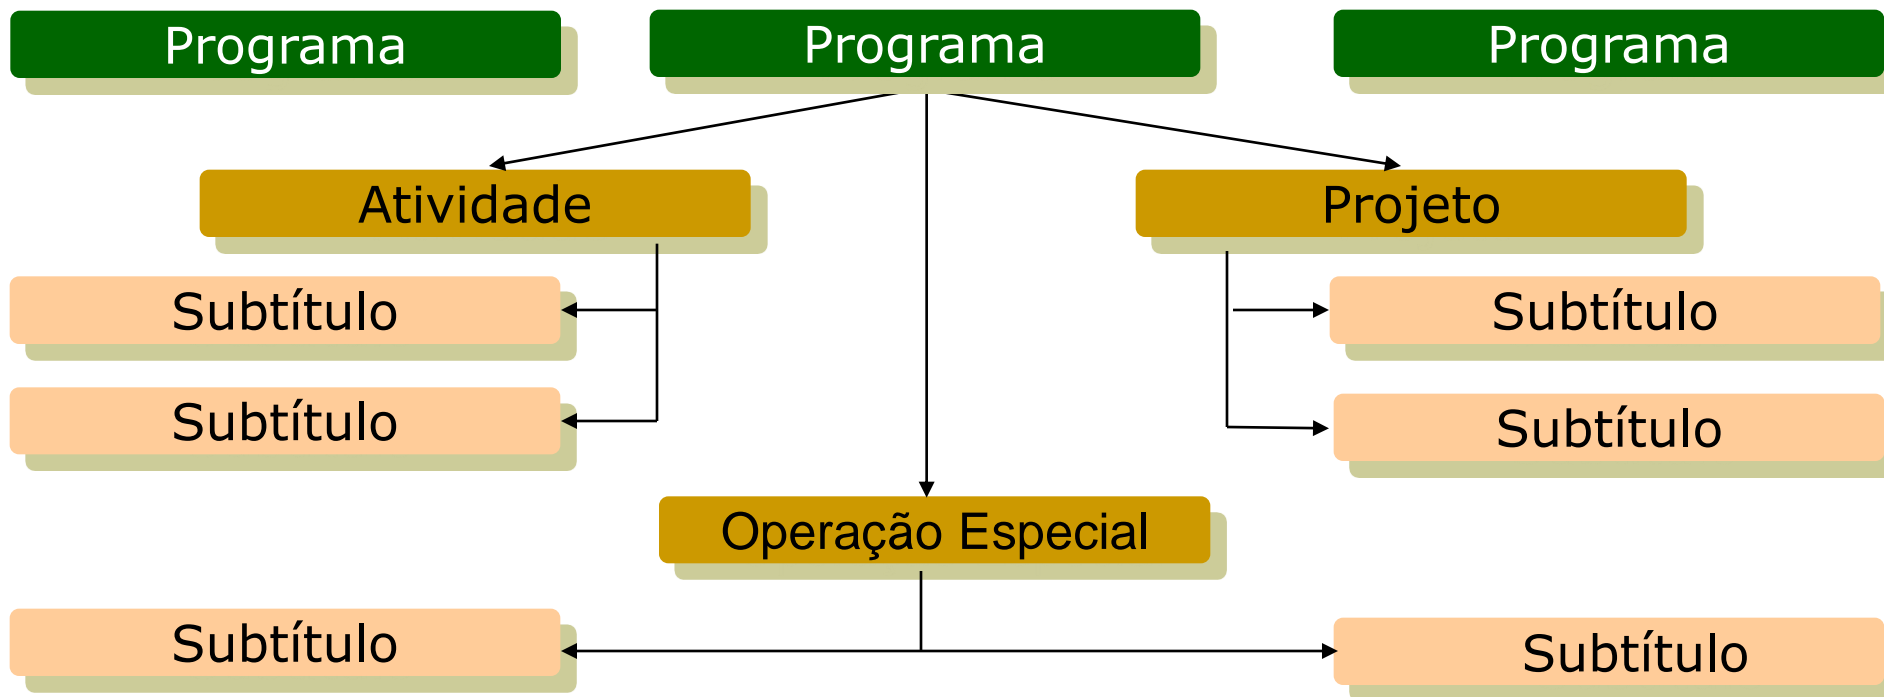 Programa
Programa
Programa
Atividade
Projeto
Subtítulo
Subtítulo
Subtítulo
Subtítulo
Operação Especial
Subtítulo
Subtítulo